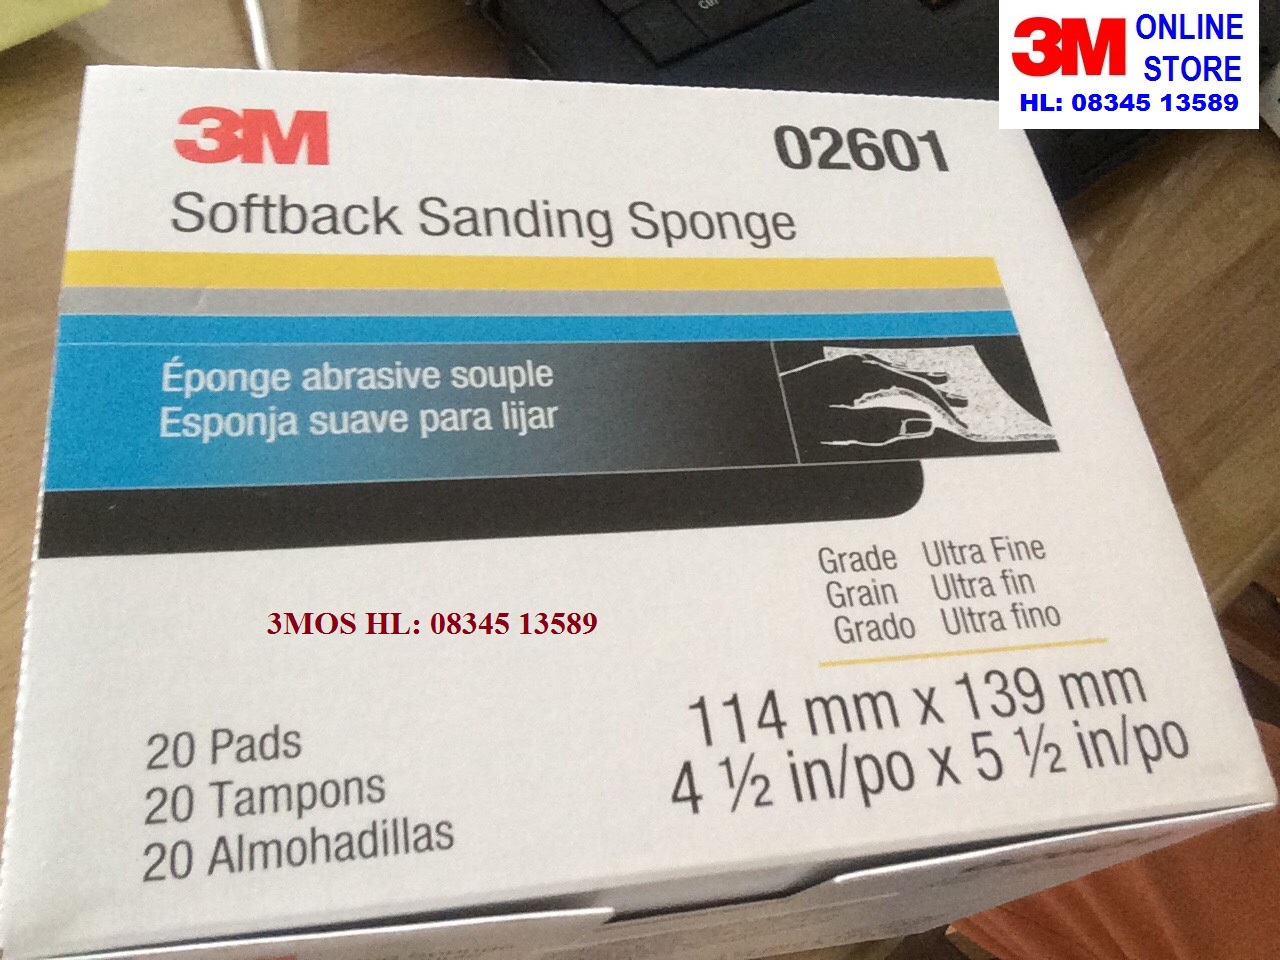 Ctrl
3M ONLINE
STORE
HL: 08345 13589
3M
02601
Softback Sanding Sponge
Éponge abrasive souple
Esponja suave para lijar
Grade Ultra Fine
Grain Ultra fin
Grado Ultra fino
3MOS HL: 08345 13589
114 mm x 139 mm
4 ½ in/po x 5 ½ in/po
20 Pads
20 Tampons
20 Almohadillas